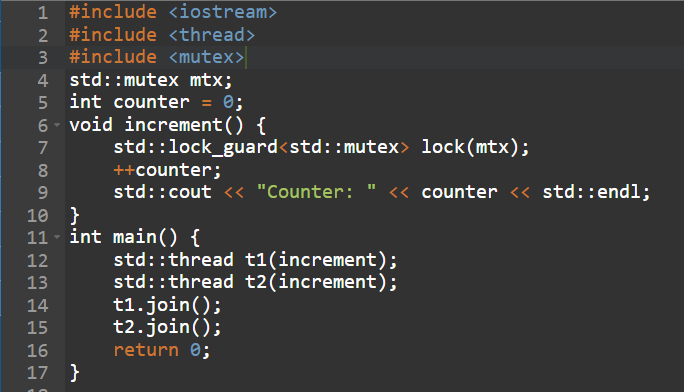 1 #include <iostream>
2 #include <thread>
3 #include <mutex>
4 std::mutex mtx;
5 int counter = 0;
6 void increment() {
7     std::lock_guard<std::mutex> lock(mtx);
8     ++counter;
9     std::cout << "Counter: " << counter << std::endl;
10 }
11 int main() {
12     std::thread t1(increment);
13     std::thread t2(increment);
14     t1.join();
15     t2.join();
16     return 0;
17 }